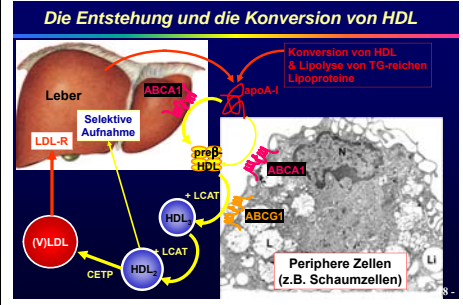 Die Entstehung und die Konversion von HDL
Konversion von HDL
& Lipolyse von TG-reichen
Lipoproteine
Leber
ABCA1
apoA-I
Selektive
Aufnahme
LDL-R
preβ
HDL
ABCA1
N
+ LCAT
ABCG1
HDL3
(V)LDL
+ LCAT
HDL2
CETP
L
Li
Periphere Zellen
(z.B. Schaumzellen)
8 -